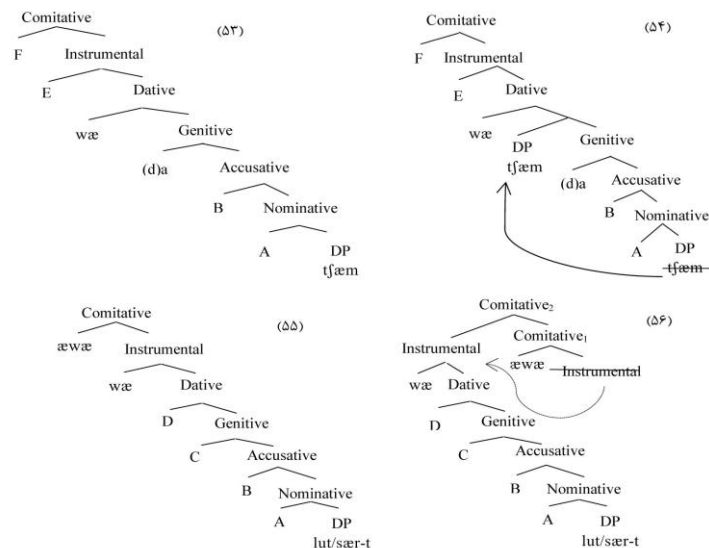 (۵۳)
Comitative
F Instrumental
E Dative
wæ Genitive
(d)a Accusative
B Nominative
A DP
tʃæm
(۵۴)
Comitative
F Instrumental
E Dative
wæ DP Genitive
tʃæm (d)a Accusative
B Nominative
A DP
tʃæm
(۵۵)
Comitative
æwæ Instrumental
wæ Dative
D Genitive
C Accusative
B Nominative
A DP
lut/sær-t
(۵۶)
Comitative₂
Instrumental Comitative₁
wæ Dative æwæ Instrumental
D Genitive
C Accusative
B Nominative
A DP
lut/sær-t